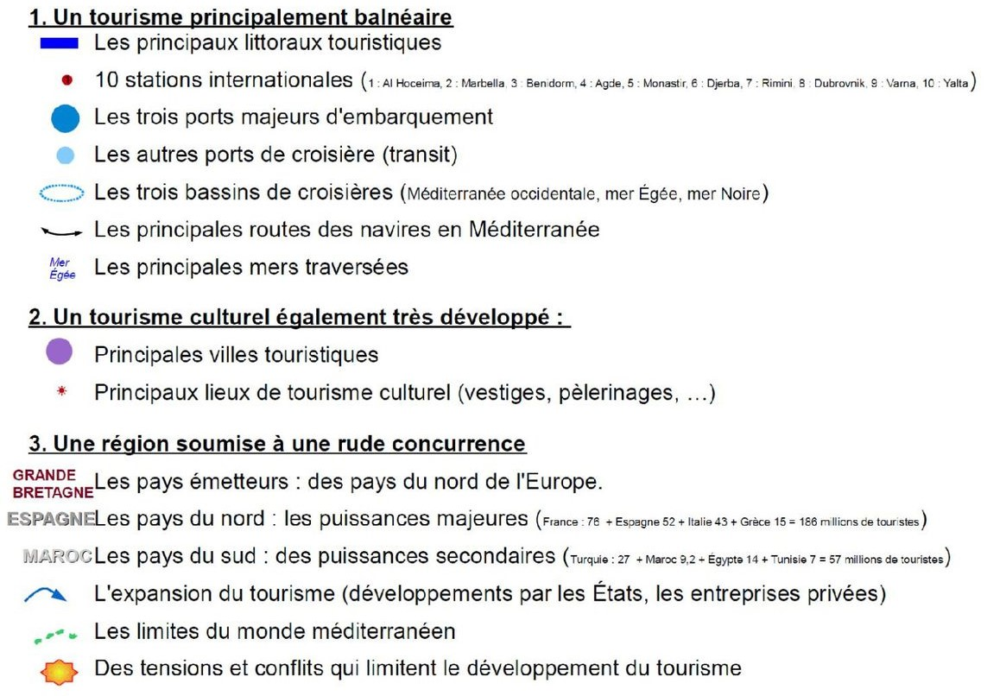 1. Un tourisme principalement balnéaire
Les principaux littoraux touristiques
10 stations internationales (1 : Al Hoceima, 2 : Marbella, 3 : Benidorm, 4 : Agde, 5 : Monastir, 6 : Djerba, 7 : Rimini, 8 : Dubrovnik, 9 : Varna, 10 : Yalta)
Les trois ports majeurs d'embarquement
Les autres ports de croisière (transit)
Les trois bassins de croisières (Méditerranée occidentale, mer Égée, mer Noire)
Les principales routes des navires en Méditerranée
Mer
Égée
Les principales mers traversées
2. Un tourisme culturel également très développé :
Principales villes touristiques
Principaux lieux de tourisme culturel (vestiges, pèlerinages, …)
3. Une région soumise à une rude concurrence
GRANDE
BRETAGNE
Les pays émetteurs : des pays du nord de l'Europe.
ESPAGNE Les pays du nord : les puissances majeures (France : 76 + Espagne 52 + Italie 43 + Grèce 15 = 186 millions de touristes)
MAROC Les pays du sud : des puissances secondaires (Turquie : 27 + Maroc 9,2 + Égypte 14 + Tunisie 7 = 57 millions de touristes)
L'expansion du tourisme (développements par les États, les entreprises privées)
Les limites du monde méditerranéen
Des tensions et conflits qui limitent le développement du tourisme